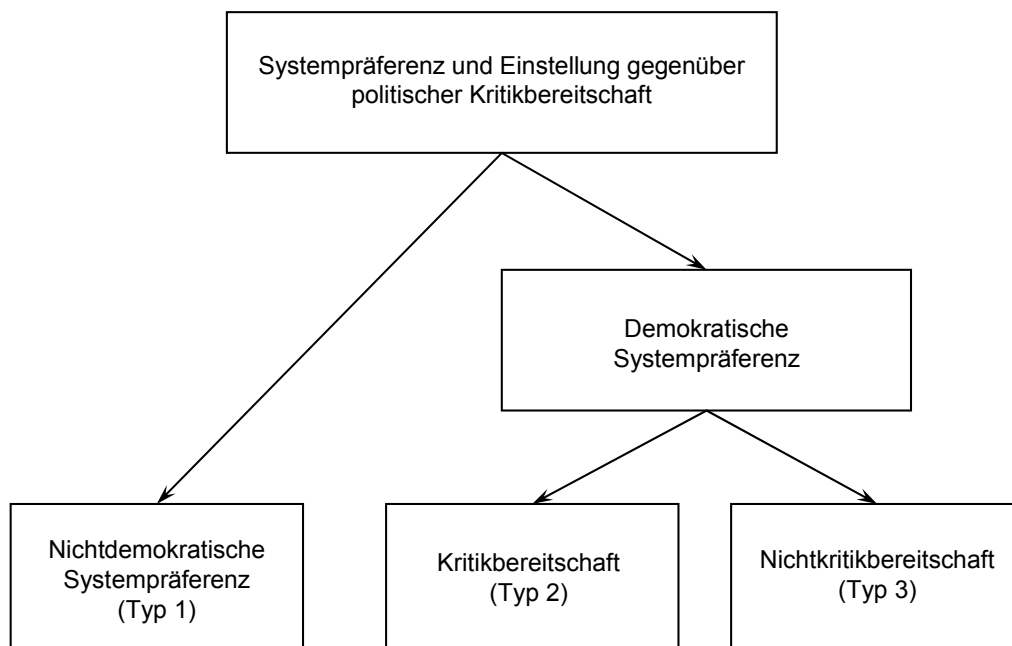 Systempräferenz und Einstellung gegenüber
politischer Kritikbereitschaft
Demokratische
Systempräferenz
Nichtdemokratische
Systempräferenz
(Typ 1)
Kritikbereitschaft
(Typ 2)
Nichtkritikbereitschaft
(Typ 3)